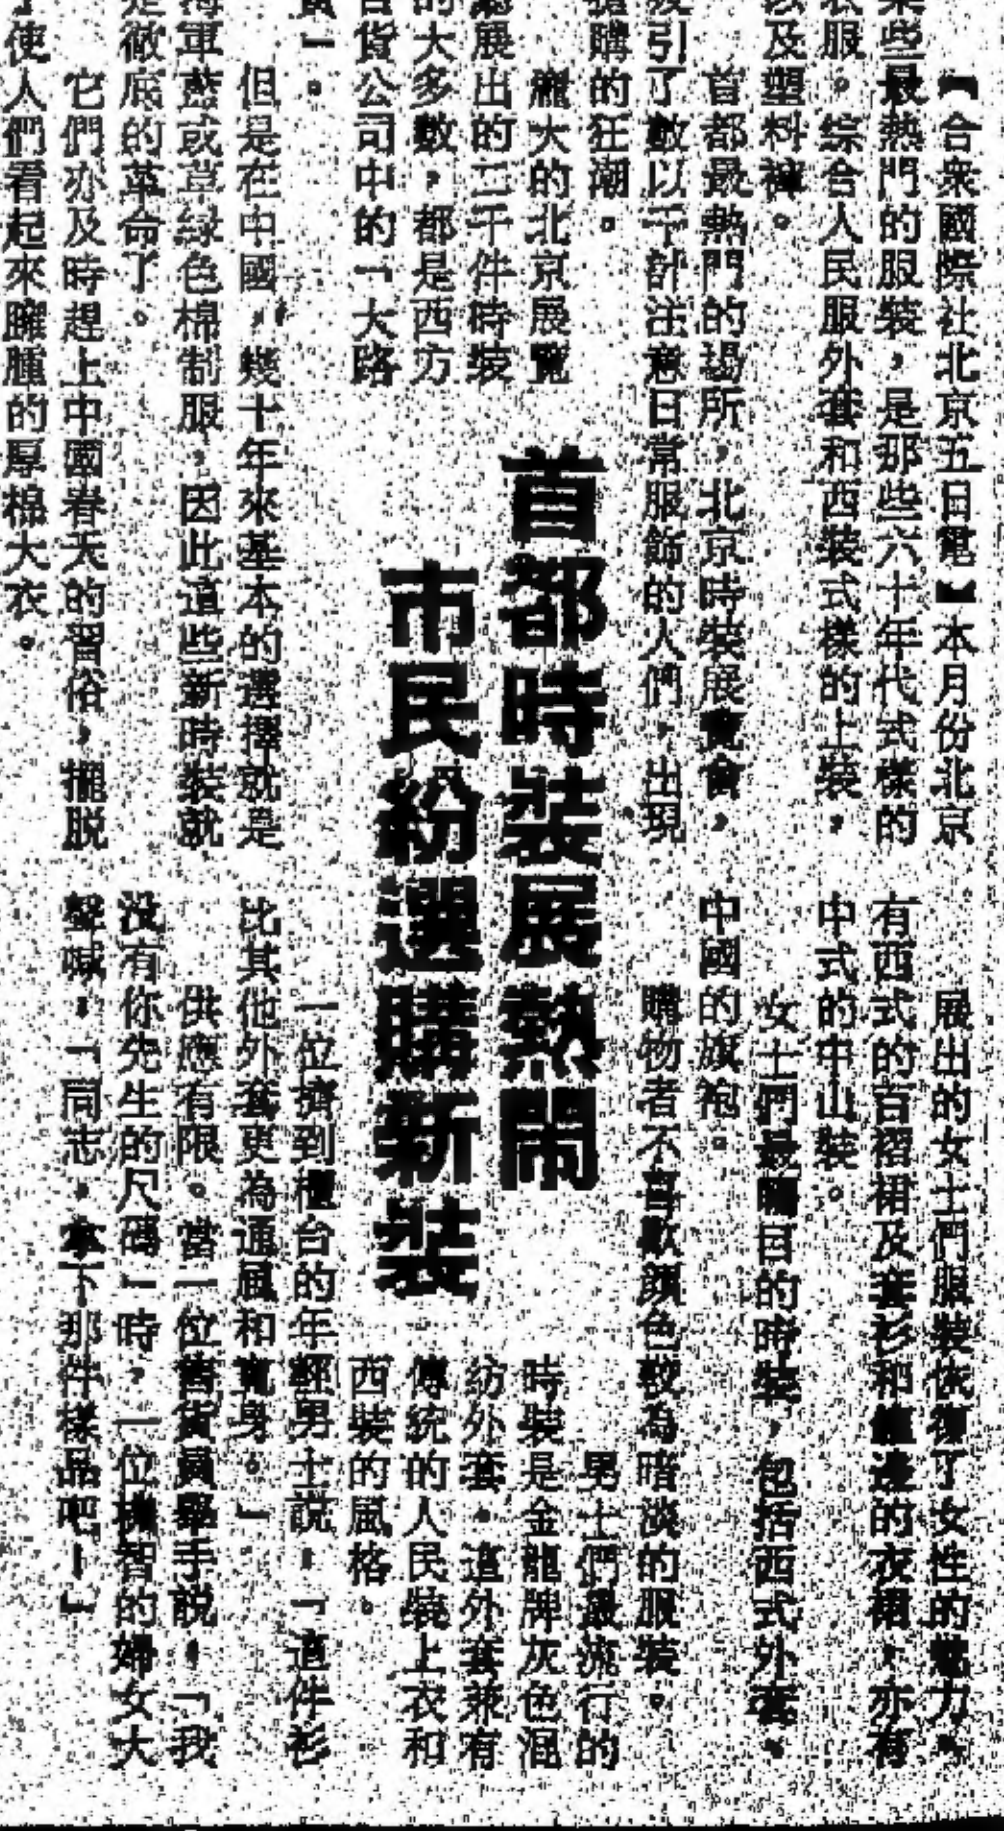 首都時裝展熱鬧
市民紛選購新裝
【合衆國際社北京五日電】本月份北京
某些最熱門的服裝，是那些六十年代式樣的
衣服。綜合人民服外套和西裝式樣的上裝，
以及塑料褲。
首都最熱門的場所，北京時裝展覽會，
吸引了數以千計注意日常服飾的人們，出現
搶購的狂潮。
龐大的北京展覽
館展出的二千件時裝
的大多數，都是西方
百貨公司中的「大路
貨」。
但是在中國，幾十年來基本的選擇就是
海軍藍或草綠色棉制服，因此這些新時裝就
是徹底的革命了。
它們亦及時趕上中國春天的習俗，擺脱
使人們看起來臃腫的厚棉大衣。
展出的女士們服裝恢復了女性的魅力，
有西式的百褶裙及套衫和的衣裙，亦有
中式的中山裝。
女士們最矚目的時裝，包括西式外套，
中國的旗袍。
購物者不喜歡顔色較為暗淡的服裝。
男士們最流行的
時裝是金龍牌灰色混
紡外套，這外套兼有
傳統的人民裝上衣和
西裝的風格。
一位擠到櫃台的年輕男士説：「這件衫
比其他外套更為通風和寬身。」
供應有限。當一位售貨員舉手説，「我
没有你先生的尺碼」時，一位機智的婦女大
聲喊，「同志，拿下那件樣品吧！」